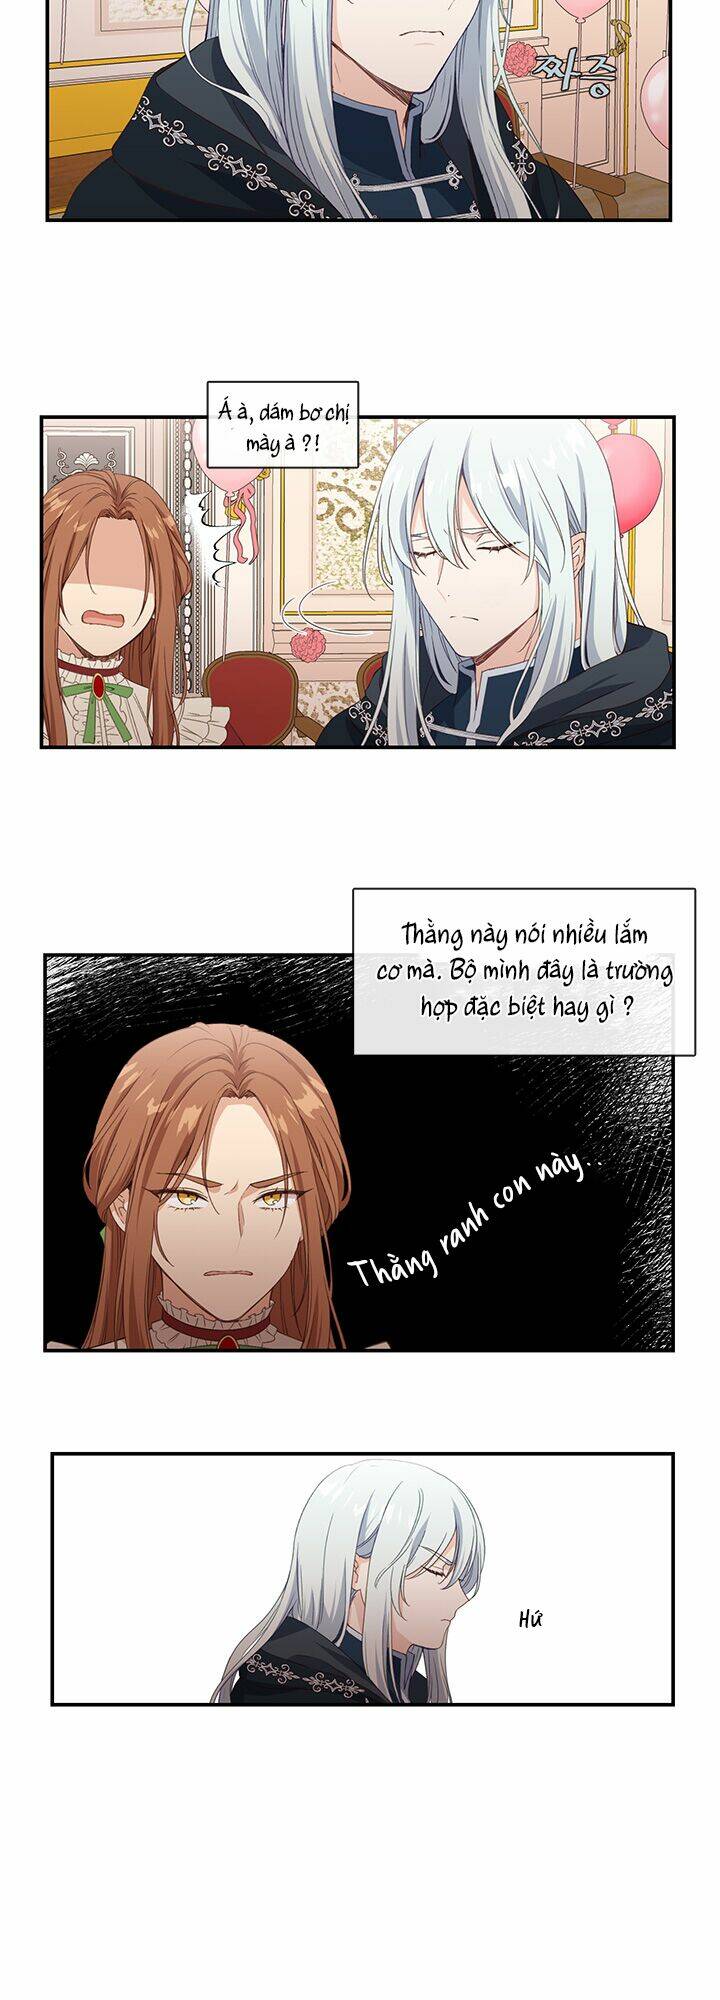 짜증
Á à, dám bơ chị
mày à ?!
Thằng này nói nhiều lắm
cơ mà. Bộ mình đây là trường
hợp đặc biệt hay gì ?
Thằng ranh con này..
Hứ